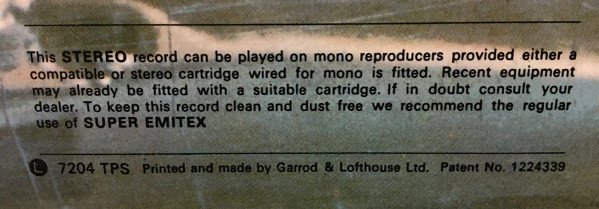 This STEREO record can be played on mono reproducers provided either a
compatible or stereo cartridge wired for mono is fitted. Recent equipment
may already be fitted with a suitable cartridge. If in doubt consult your
dealer. To keep this record clean and dust free we recommend the regular
use of SUPER EMITEX
E 7204 TPS Printed and made by Garrod & Lofthouse Ltd. Patent No. 1224339